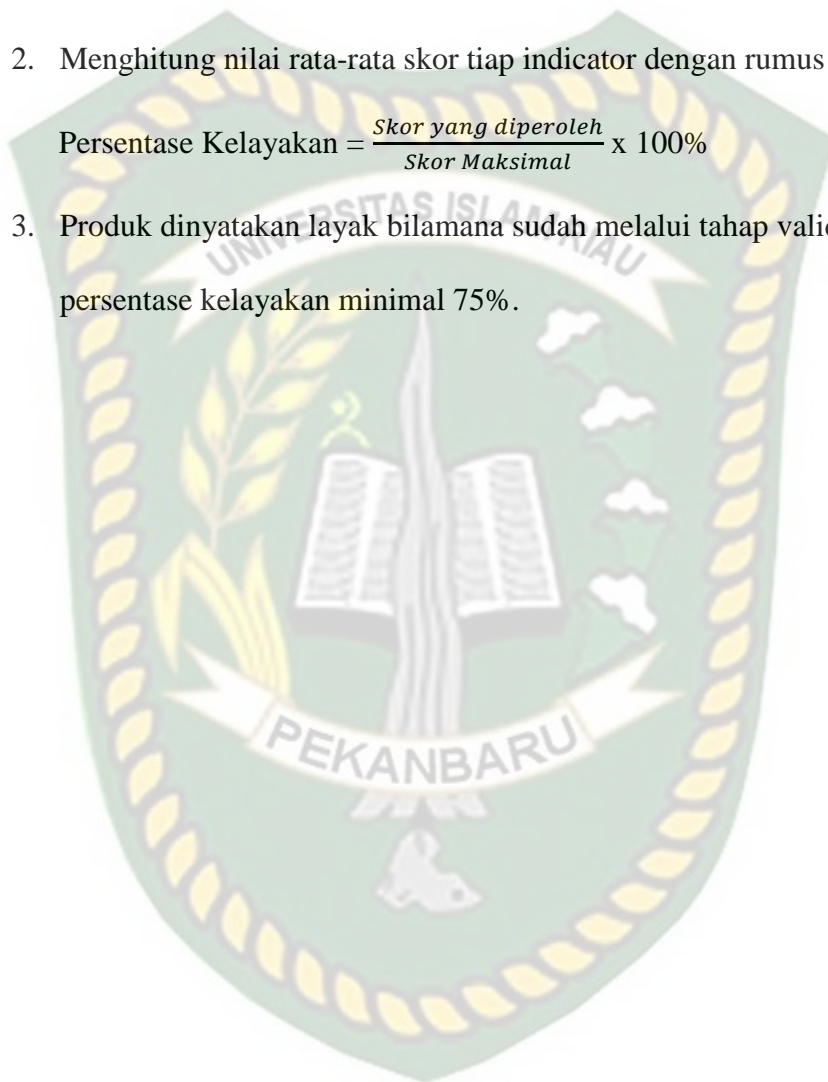 2. Menghitung nilai rata-rata skor tiap indicator dengan rumus
Persentase Kelayakan = Skor yang diperoleh / Skor Maksimal x 100%
3. Produk dinyatakan layak bilamana sudah melalui tahap
persentase kelayakan minimal 75%.
UNIVERSITAS ISLAM RIAU
PEKANBARU